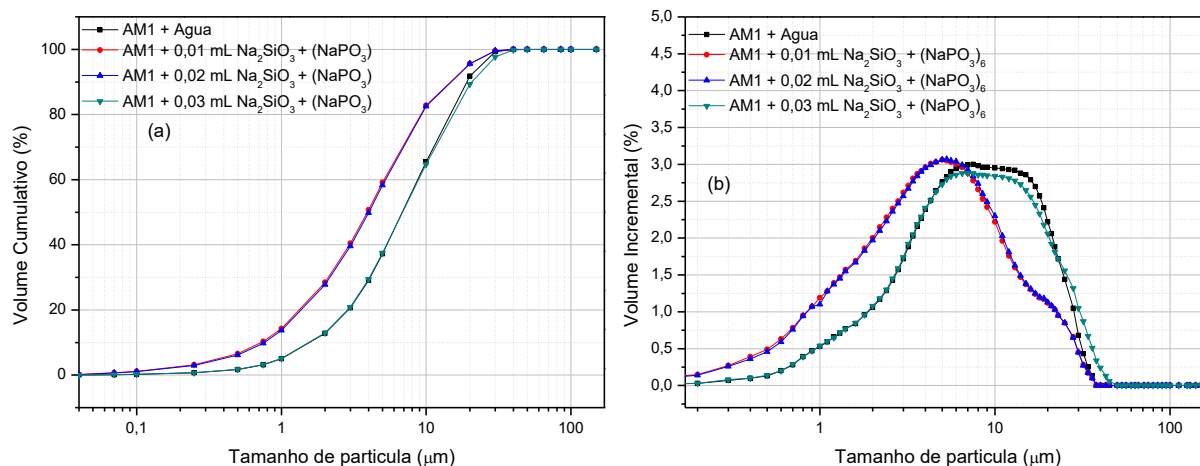 AM1 + Agua
AM1 + 0,01 mL Na₂SiO₃ + (NaPO₃)
AM1 + 0,02 mL Na₂SiO₃ + (NaPO₃)
AM1 + 0,03 mL Na₂SiO₃ + (NaPO₃)
(a)
Volume Cumulativo (%)
100
80
60
40
20
0
0,1
1
10
100
Tamanho de particula (μm)
AM1 + Agua
AM1 + 0,01 mL Na₂SiO₃ + (NaPO₃)₆
AM1 + 0,02 mL Na₂SiO₃ + (NaPO₃)₆
AM1 + 0,03 mL Na₂SiO₃ + (NaPO₃)₆
(b)
Volume Incremental (%)
5,0
4,5
4,0
3,5
3,0
2,5
2,0
1,5
1,0
0,5
0,0
1
10
100
Tamanho de particula (μm)